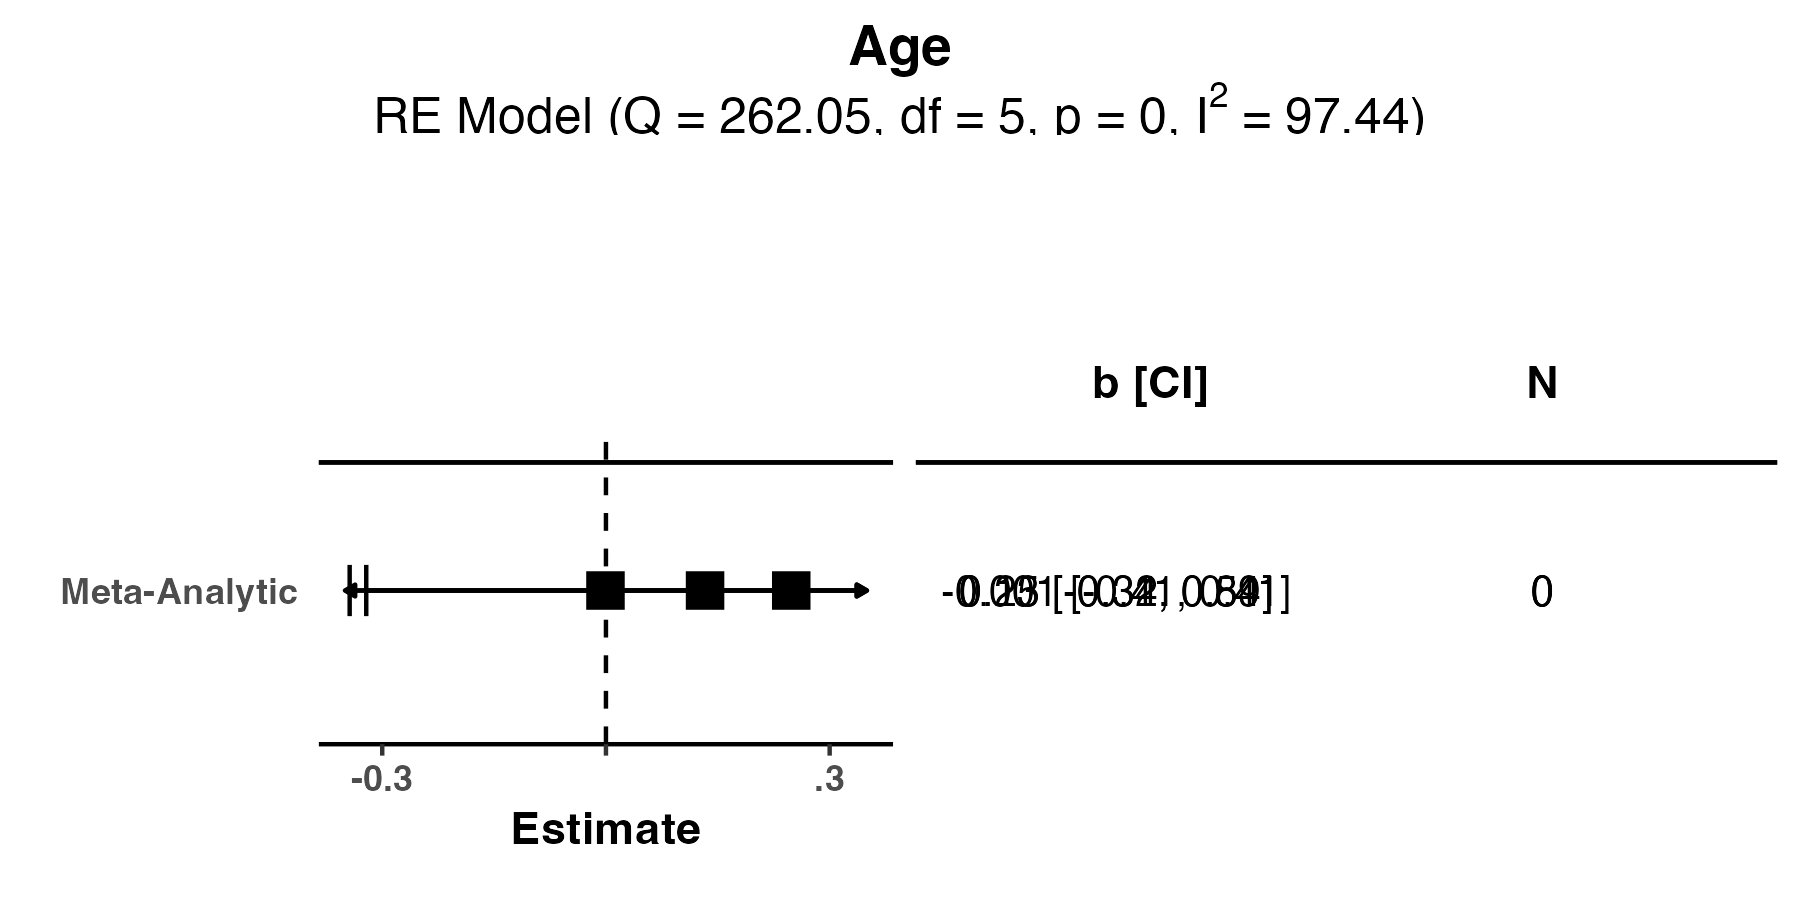 Age
RE Model (Q = 262.05, df = 5, p = 0, I² = 97.44)
b [CI] N
Meta-Analytic 0
-0.3 .3
Estimate